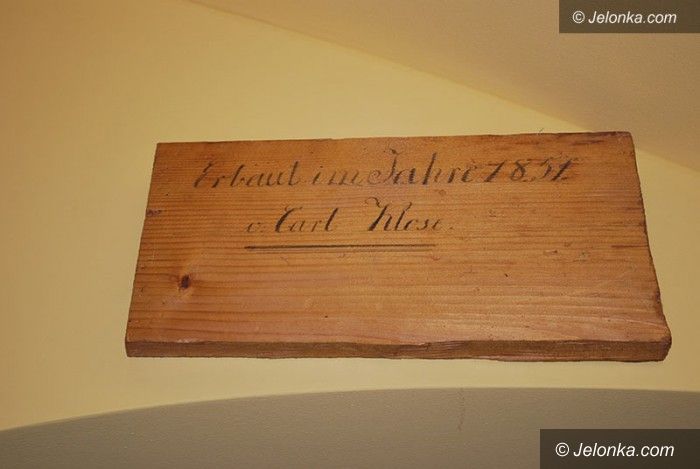 © Jelonka.com
Erbaut im Jahre 1851
v. Carl Klose.
© Jelonka.com